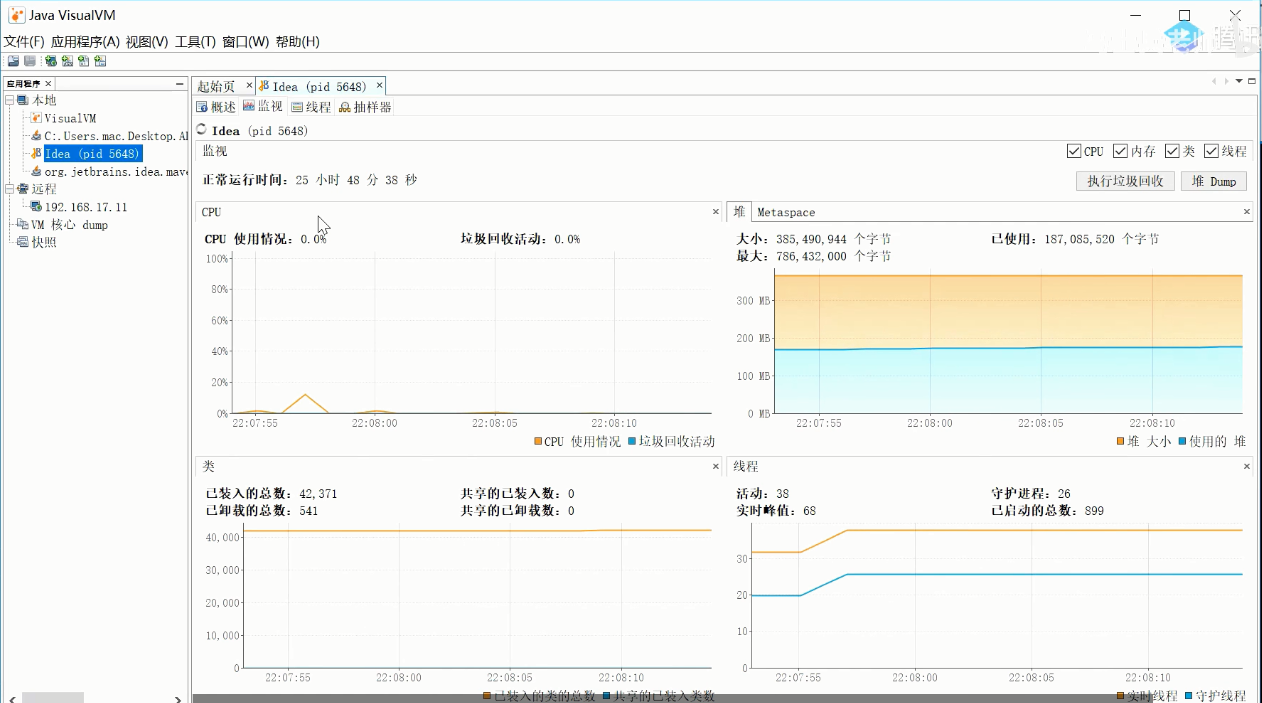 Java VisualVM
文件(F) 应用程序(A) 视图(V) 工具(T) 窗口(W) 帮助(H)
应用程序
本地
VisualVM
C:.Users.mac.Desktop.A
Idea (pid 5648)
org.jetbrains.idea.mave
远程
192.168.17.11
VM 核心 dump
快照
起始页 Idea (pid 5648)
概述 监视 线程 抽样器
Idea (pid 5648)
监视 CPU 内存 类 线程
正常运行时间: 25 小时 48 分 38 秒 执行垃圾回收 堆 Dump
CPU
CPU 使用情况: 0.0% 垃圾回收活动: 0.0%
100%
80%
60%
40%
20%
0%
22:07:55 22:08:00 22:08:05 22:08:10
CPU 使用情况 垃圾回收活动
堆 Metaspace
大小: 385,490,944 个字节 已使用: 187,085,520 个字节
最大: 786,432,000 个字节
300 MB
200 MB
100 MB
0 MB
22:07:55 22:08:00 22:08:05 22:08:10
堆 大小 使用的 堆
类
已装入的总数: 42,371 共享的已装入数: 0
已卸载的总数: 541 共享的已卸载数: 0
40,000
30,000
20,000
10,000
0
22:07:55 22:08:00 22:08:05 22:08:10
已装入的类的总数 共享的已装入类数
线程
活动: 38 守护进程: 26
实时峰值: 68 已启动的总数: 899
30
20
10
0
22:07:55 22:08:00 22:08:05 22:08:10
实时线程 守护线程